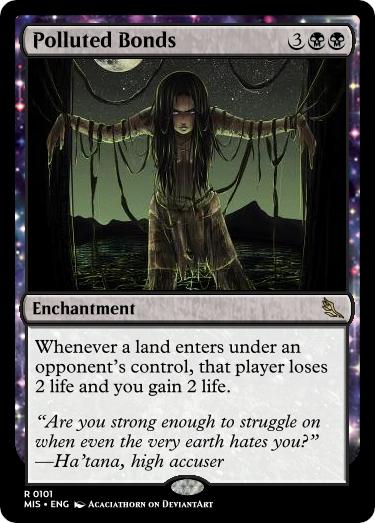 Polluted Bonds 3
Enchantment
Whenever a land enters under an
opponent's control, that player loses
2 life and you gain 2 life.
“Are you strong enough to struggle on
when even the very earth hates you?”
—Ha'tana, high accuser
R 0101
MIS • ENG Acaciathorn on DeviantArt